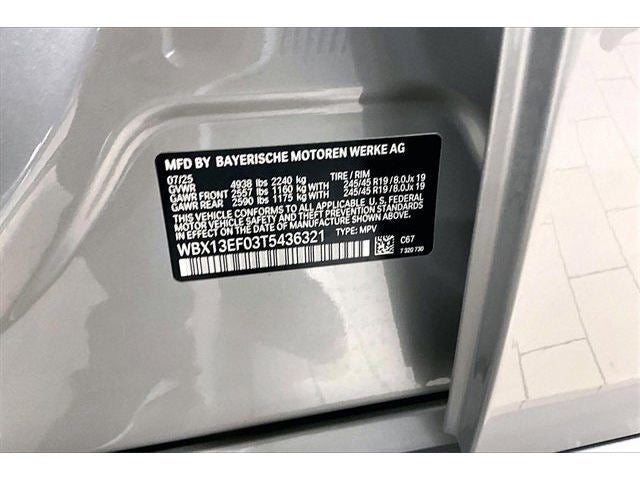 MFD BY BAYERISCHE MOTOREN WERKE AG
07/25 TIRE / RIM
GVWR 4938 lbs 2240 kg
GAWR FRONT 2557 lbs 1160 kg WITH 245/45 R19 / 8.0Jx 19
GAWR REAR 2590 lbs 1175 kg WITH 245/45 R19 / 8.0Jx 19
THIS VEHICLE CONFORMS TO ALL APPLICABLE U. S. FEDERAL
MOTOR VEHICLE SAFETY, BUMPER, AND THEFT PREVENTION STANDARDS
IN EFFECT ON THE DATE OF MANUFACTURE SHOWN ABOVE.
WBX13EF03T5436321 TYPE: MPV
C67
7 320 730